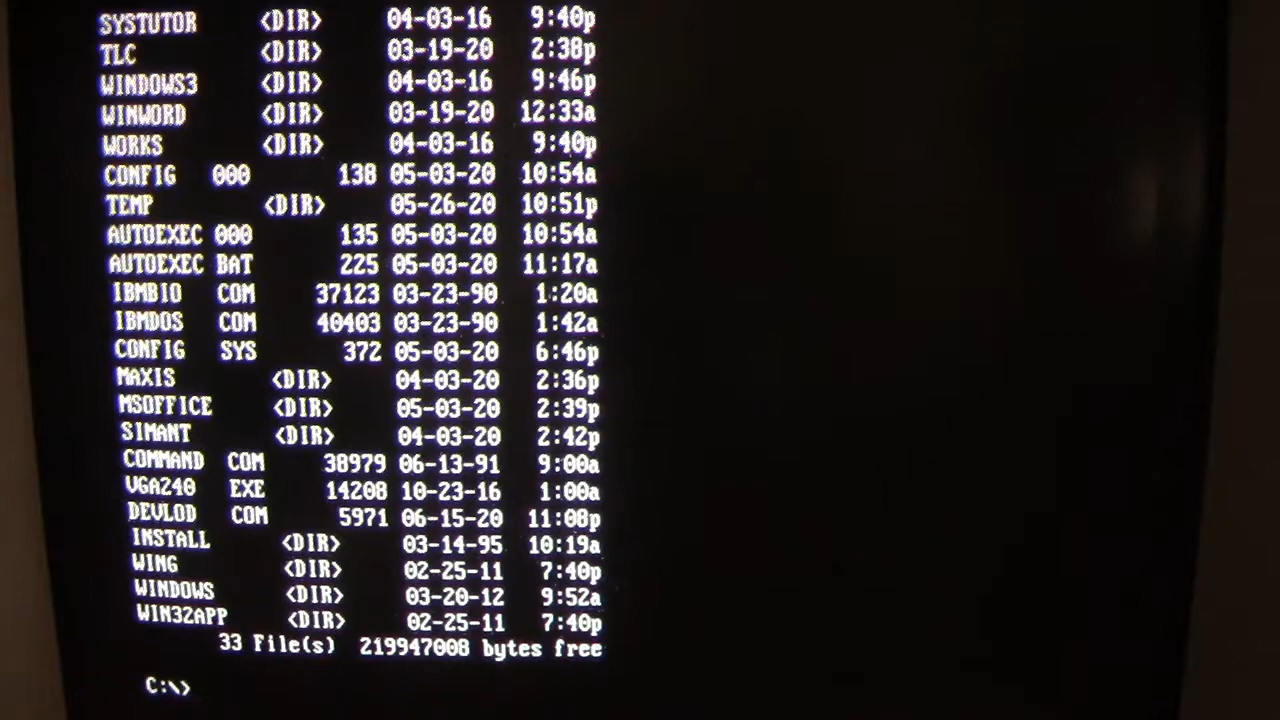 SYSTUTOR <DIR> 04-03-16 9:40p
TLC <DIR> 03-19-20 2:38p
WINDOWS3 <DIR> 04-03-16 9:46p
WINWORD <DIR> 03-19-20 12:33a
WORKS <DIR> 04-03-16 9:40p
CONFIG 000 138 05-03-20 10:54a
TEMP <DIR> 05-26-20 10:51p
AUTOEXEC 000 135 05-03-20 10:54a
AUTOEXEC BAT 225 05-03-20 11:17a
IBMBIO COM 37123 03-23-90 1:20a
IBMDOS COM 40403 03-23-90 1:42a
CONFIG SYS 372 05-03-20 6:46p
MAXIS <DIR> 04-03-20 2:36p
MSOFFICE <DIR> 05-03-20 2:39p
SIMANT <DIR> 04-03-20 2:42p
COMMAND COM 38979 06-13-91 9:00a
VGA240 EXE 14208 10-23-16 1:00a
DEVLOD COM 5971 06-15-20 11:08p
INSTALL <DIR> 03-14-95 10:19a
WING <DIR> 02-25-11 7:40p
WINDOWS <DIR> 03-20-12 9:52a
WIN32APP <DIR> 02-25-11 7:40p
33 File(s) 219947008 bytes free
C:\>